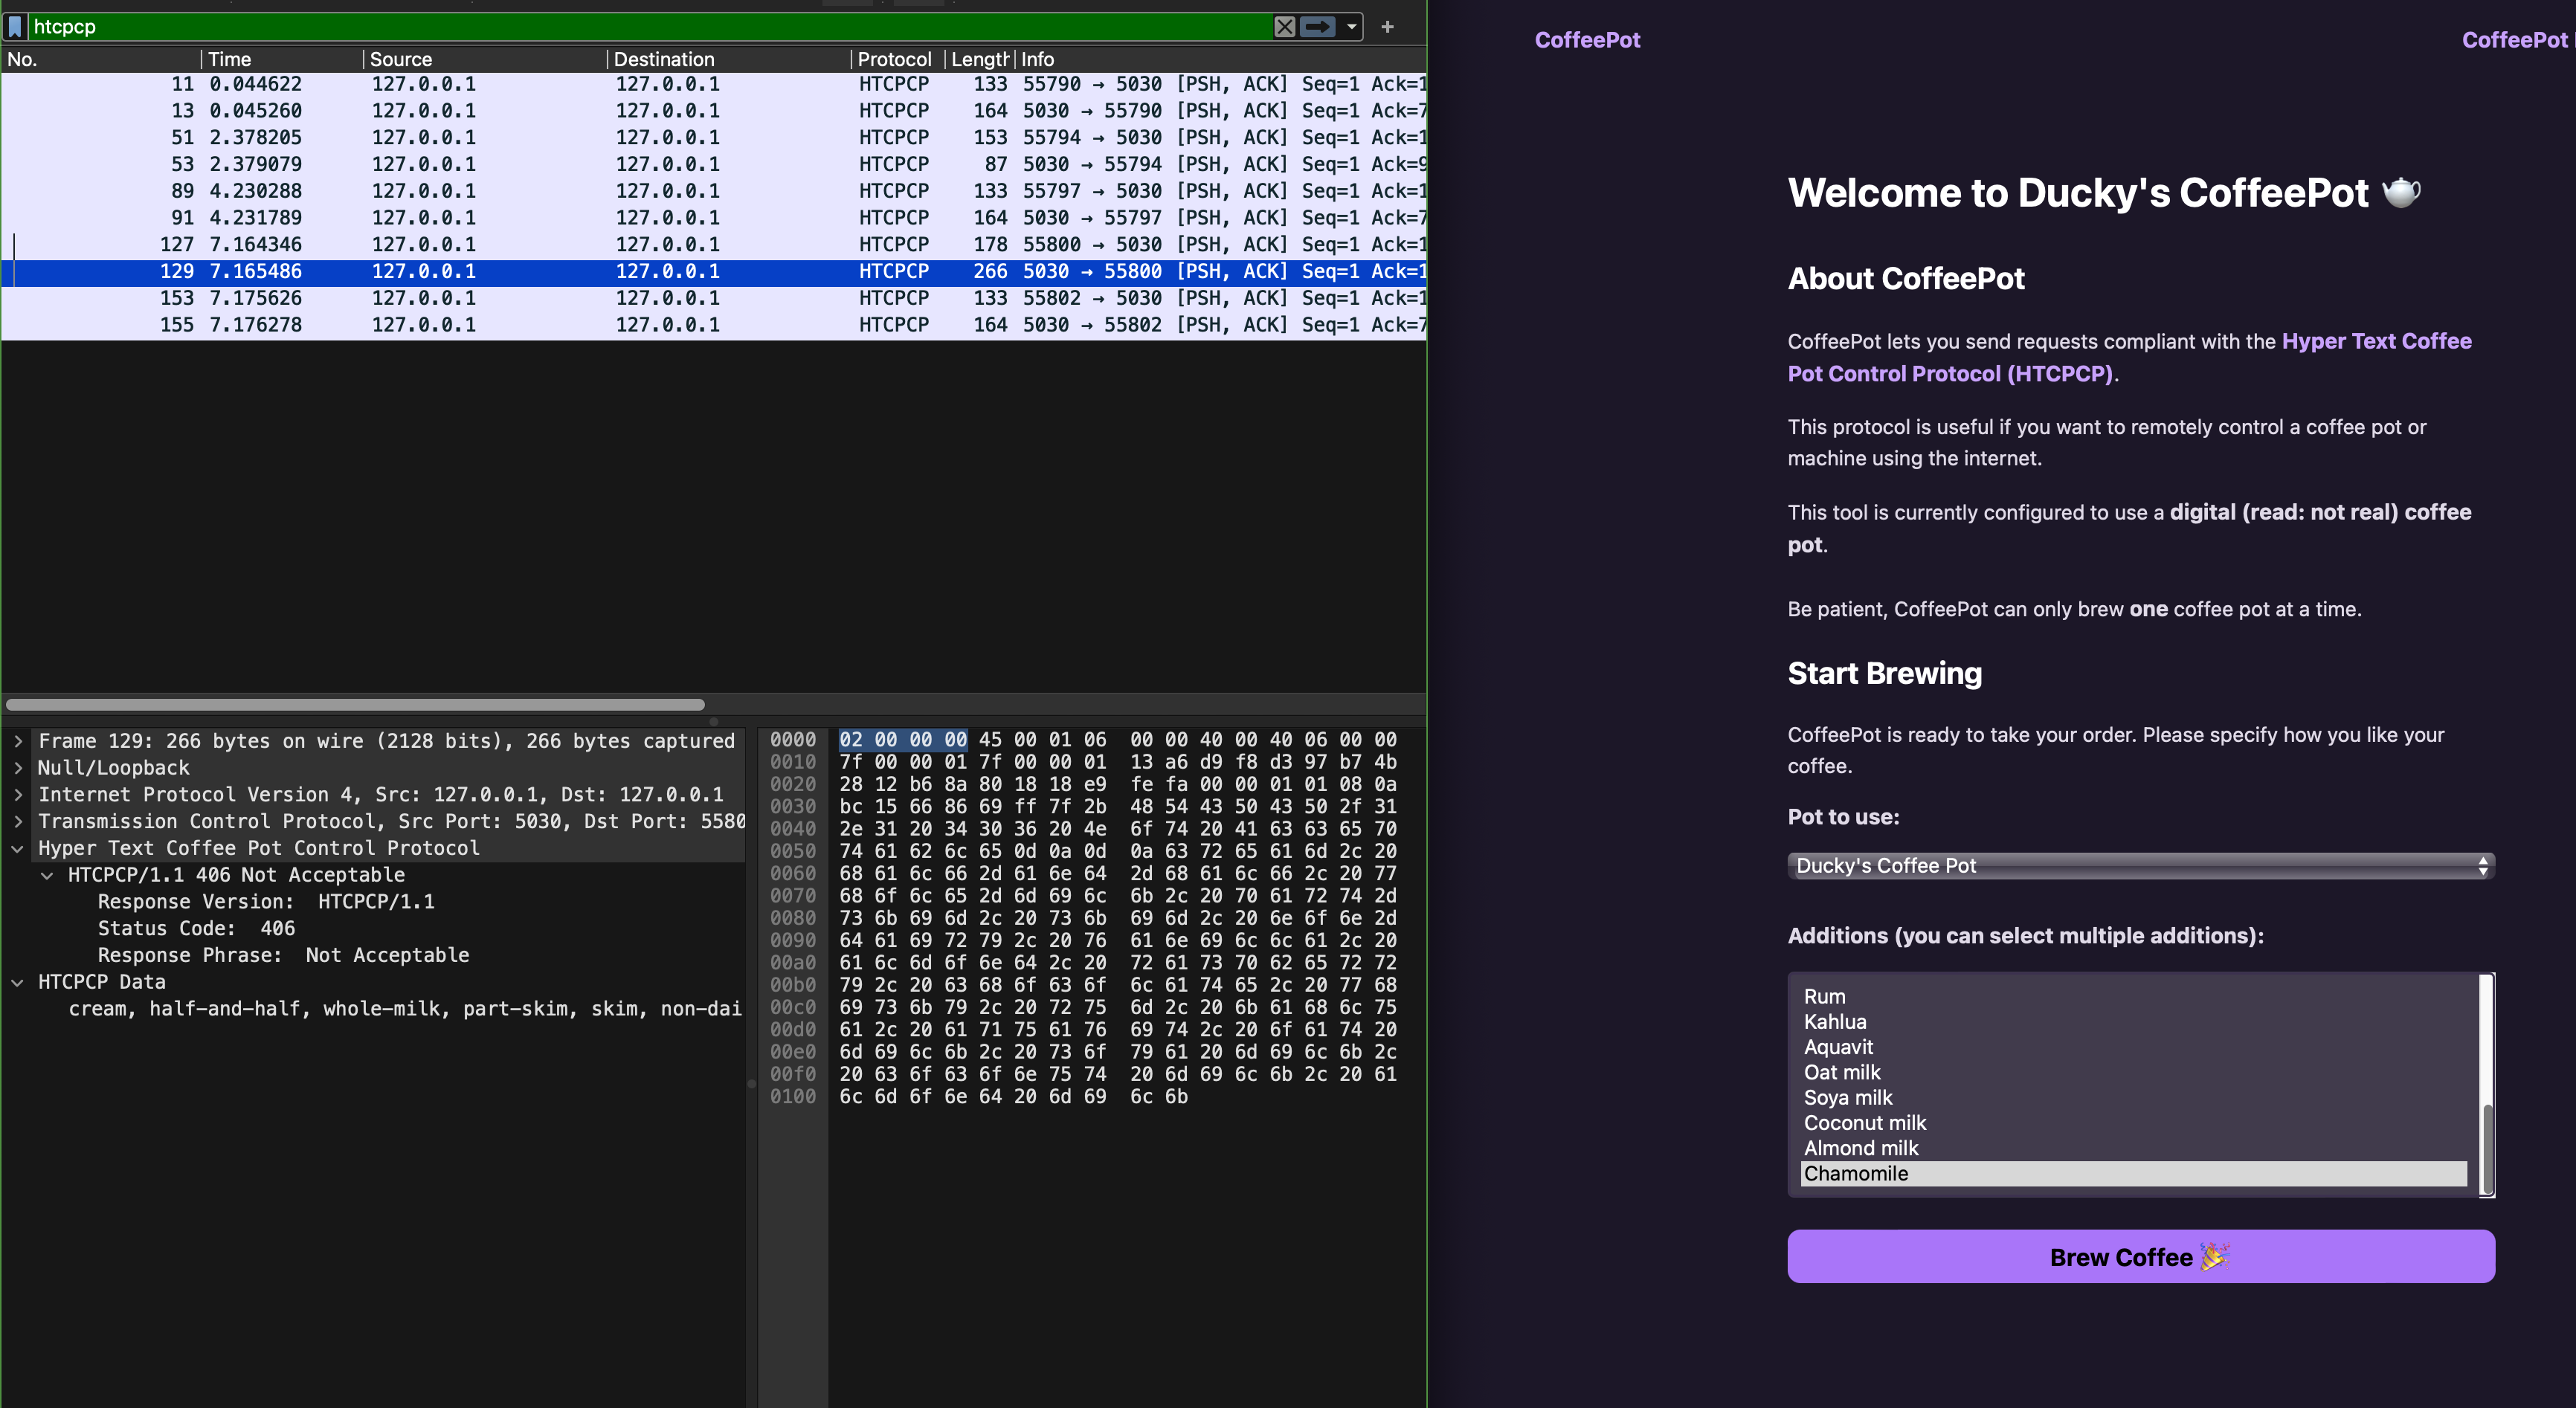 htcpcp
No. Time Source Destination Protocol Length Info
11 0.044622 127.0.0.1 127.0.0.1 HTCPCP 133 55790 → 5030 [PSH, ACK] Seq=1 Ack=1
13 0.045260 127.0.0.1 127.0.0.1 HTCPCP 164 5030 → 55790 [PSH, ACK] Seq=1 Ack=7
51 2.378205 127.0.0.1 127.0.0.1 HTCPCP 153 55794 → 5030 [PSH, ACK] Seq=1 Ack=1
53 2.379079 127.0.0.1 127.0.0.1 HTCPCP 87 5030 → 55794 [PSH, ACK] Seq=1 Ack=9
89 4.230288 127.0.0.1 127.0.0.1 HTCPCP 133 55797 → 5030 [PSH, ACK] Seq=1 Ack=1
91 4.231789 127.0.0.1 127.0.0.1 HTCPCP 164 5030 → 55797 [PSH, ACK] Seq=1 Ack=7
127 7.164346 127.0.0.1 127.0.0.1 HTCPCP 178 55800 → 5030 [PSH, ACK] Seq=1 Ack=1
129 7.165486 127.0.0.1 127.0.0.1 HTCPCP 266 5030 → 55800 [PSH, ACK] Seq=1 Ack=1
153 7.175626 127.0.0.1 127.0.0.1 HTCPCP 133 55802 → 5030 [PSH, ACK] Seq=1 Ack=1
155 7.176278 127.0.0.1 127.0.0.1 HTCPCP 164 5030 → 55802 [PSH, ACK] Seq=1 Ack=7
Frame 129: 266 bytes on wire (2128 bits), 266 bytes captured
Null/Loopback
Internet Protocol Version 4, Src: 127.0.0.1, Dst: 127.0.0.1
Transmission Control Protocol, Src Port: 5030, Dst Port: 5580
Hyper Text Coffee Pot Control Protocol
HTCPCP/1.1 406 Not Acceptable
Response Version: HTCPCP/1.1
Status Code: 406
Response Phrase: Not Acceptable
HTCPCP Data
cream, half-and-half, whole-milk, part-skim, skim, non-dai
0000 02 00 00 00 45 00 01 06 00 00 40 00 40 06 00 00
0010 7f 00 00 01 7f 00 00 01 13 a6 d9 f8 d3 97 b7 4b
0020 28 12 b6 8a 80 18 18 e9 fe fa 00 00 01 01 08 0a
0030 bc 15 66 86 69 ff 7f 2b 48 54 43 50 43 50 2f 31
0040 2e 31 20 34 30 36 20 4e 6f 74 20 41 63 63 65 70
0050 74 61 62 6c 65 0d 0a 0d 0a 63 72 65 61 6d 2c 20
0060 68 61 6c 66 2d 61 6e 64 2d 68 61 6c 66 2c 20 77
0070 68 6f 6c 65 2d 6d 69 6c 6b 2c 20 70 61 72 74 2d
0080 73 6b 69 6d 2c 20 73 6b 69 6d 2c 20 6e 6f 6e 2d
0090 64 61 69 72 79 2c 20 76 61 6e 69 6c 6c 61 2c 20
00a0 61 6c 6d 6f 6e 64 2c 20 72 61 73 70 62 65 72 72
00b0 79 2c 20 63 68 6f 63 6f 6c 61 74 65 2c 20 77 68
00c0 69 73 6b 79 2c 20 72 75 6d 2c 20 6b 61 68 6c 75
00d0 61 2c 20 61 71 75 61 76 69 74 2c 20 6f 61 74 20
00e0 6d 69 6c 6b 2c 20 73 6f 79 61 20 6d 69 6c 6b 2c
00f0 20 63 6f 63 6f 6e 75 74 20 6d 69 6c 6b 2c 20 61
0100 6c 6d 6f 6e 64 20 6d 69 6c 6b
CoffeePot
CoffeePot
Welcome to Ducky's CoffeePot 🫖
About CoffeePot
CoffeePot lets you send requests compliant with the Hyper Text Coffee
Pot Control Protocol (HTCPCP).
This protocol is useful if you want to remotely control a coffee pot or
machine using the internet.
This tool is currently configured to use a digital (read: not real) coffee
pot.
Be patient, CoffeePot can only brew one coffee pot at a time.
Start Brewing
CoffeePot is ready to take your order. Please specify how you like your
coffee.
Pot to use:
Ducky's Coffee Pot
Additions (you can select multiple additions):
Rum
Kahlua
Aquavit
Oat milk
Soya milk
Coconut milk
Almond milk
Chamomile
Brew Coffee 🎉